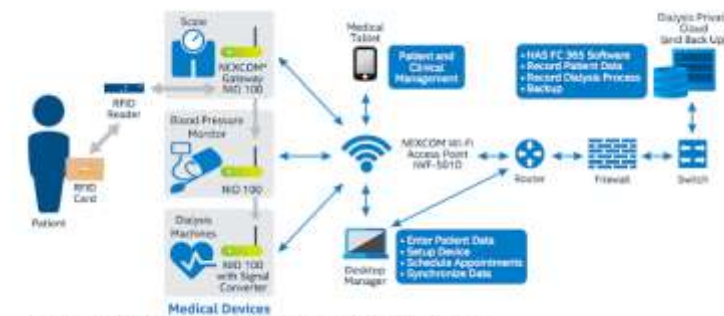 Scale
NEXCOM®
Gateway
NIO 100
RFID
Reader
RFID
Card
Patient
Blood Pressure
Monitor
NIO 100
Dialysis
Machines
NIO 100
with Signal
Converter
Medical Devices
Medical
Tablet
Patient and
Clinical
Management
NEXCOM Wi-Fi
Access Point
IWF-5010
Desktop
Manager
• Enter Patient Data
• Setup Device
• Schedule Appointments
• Synchronize Data
Router
Firewall
Switch
• HAS FC 365 Software
• Record Patient Data
• Record Dialysis Process
• Backup
Dialysis Private
Cloud
(and Back Up)